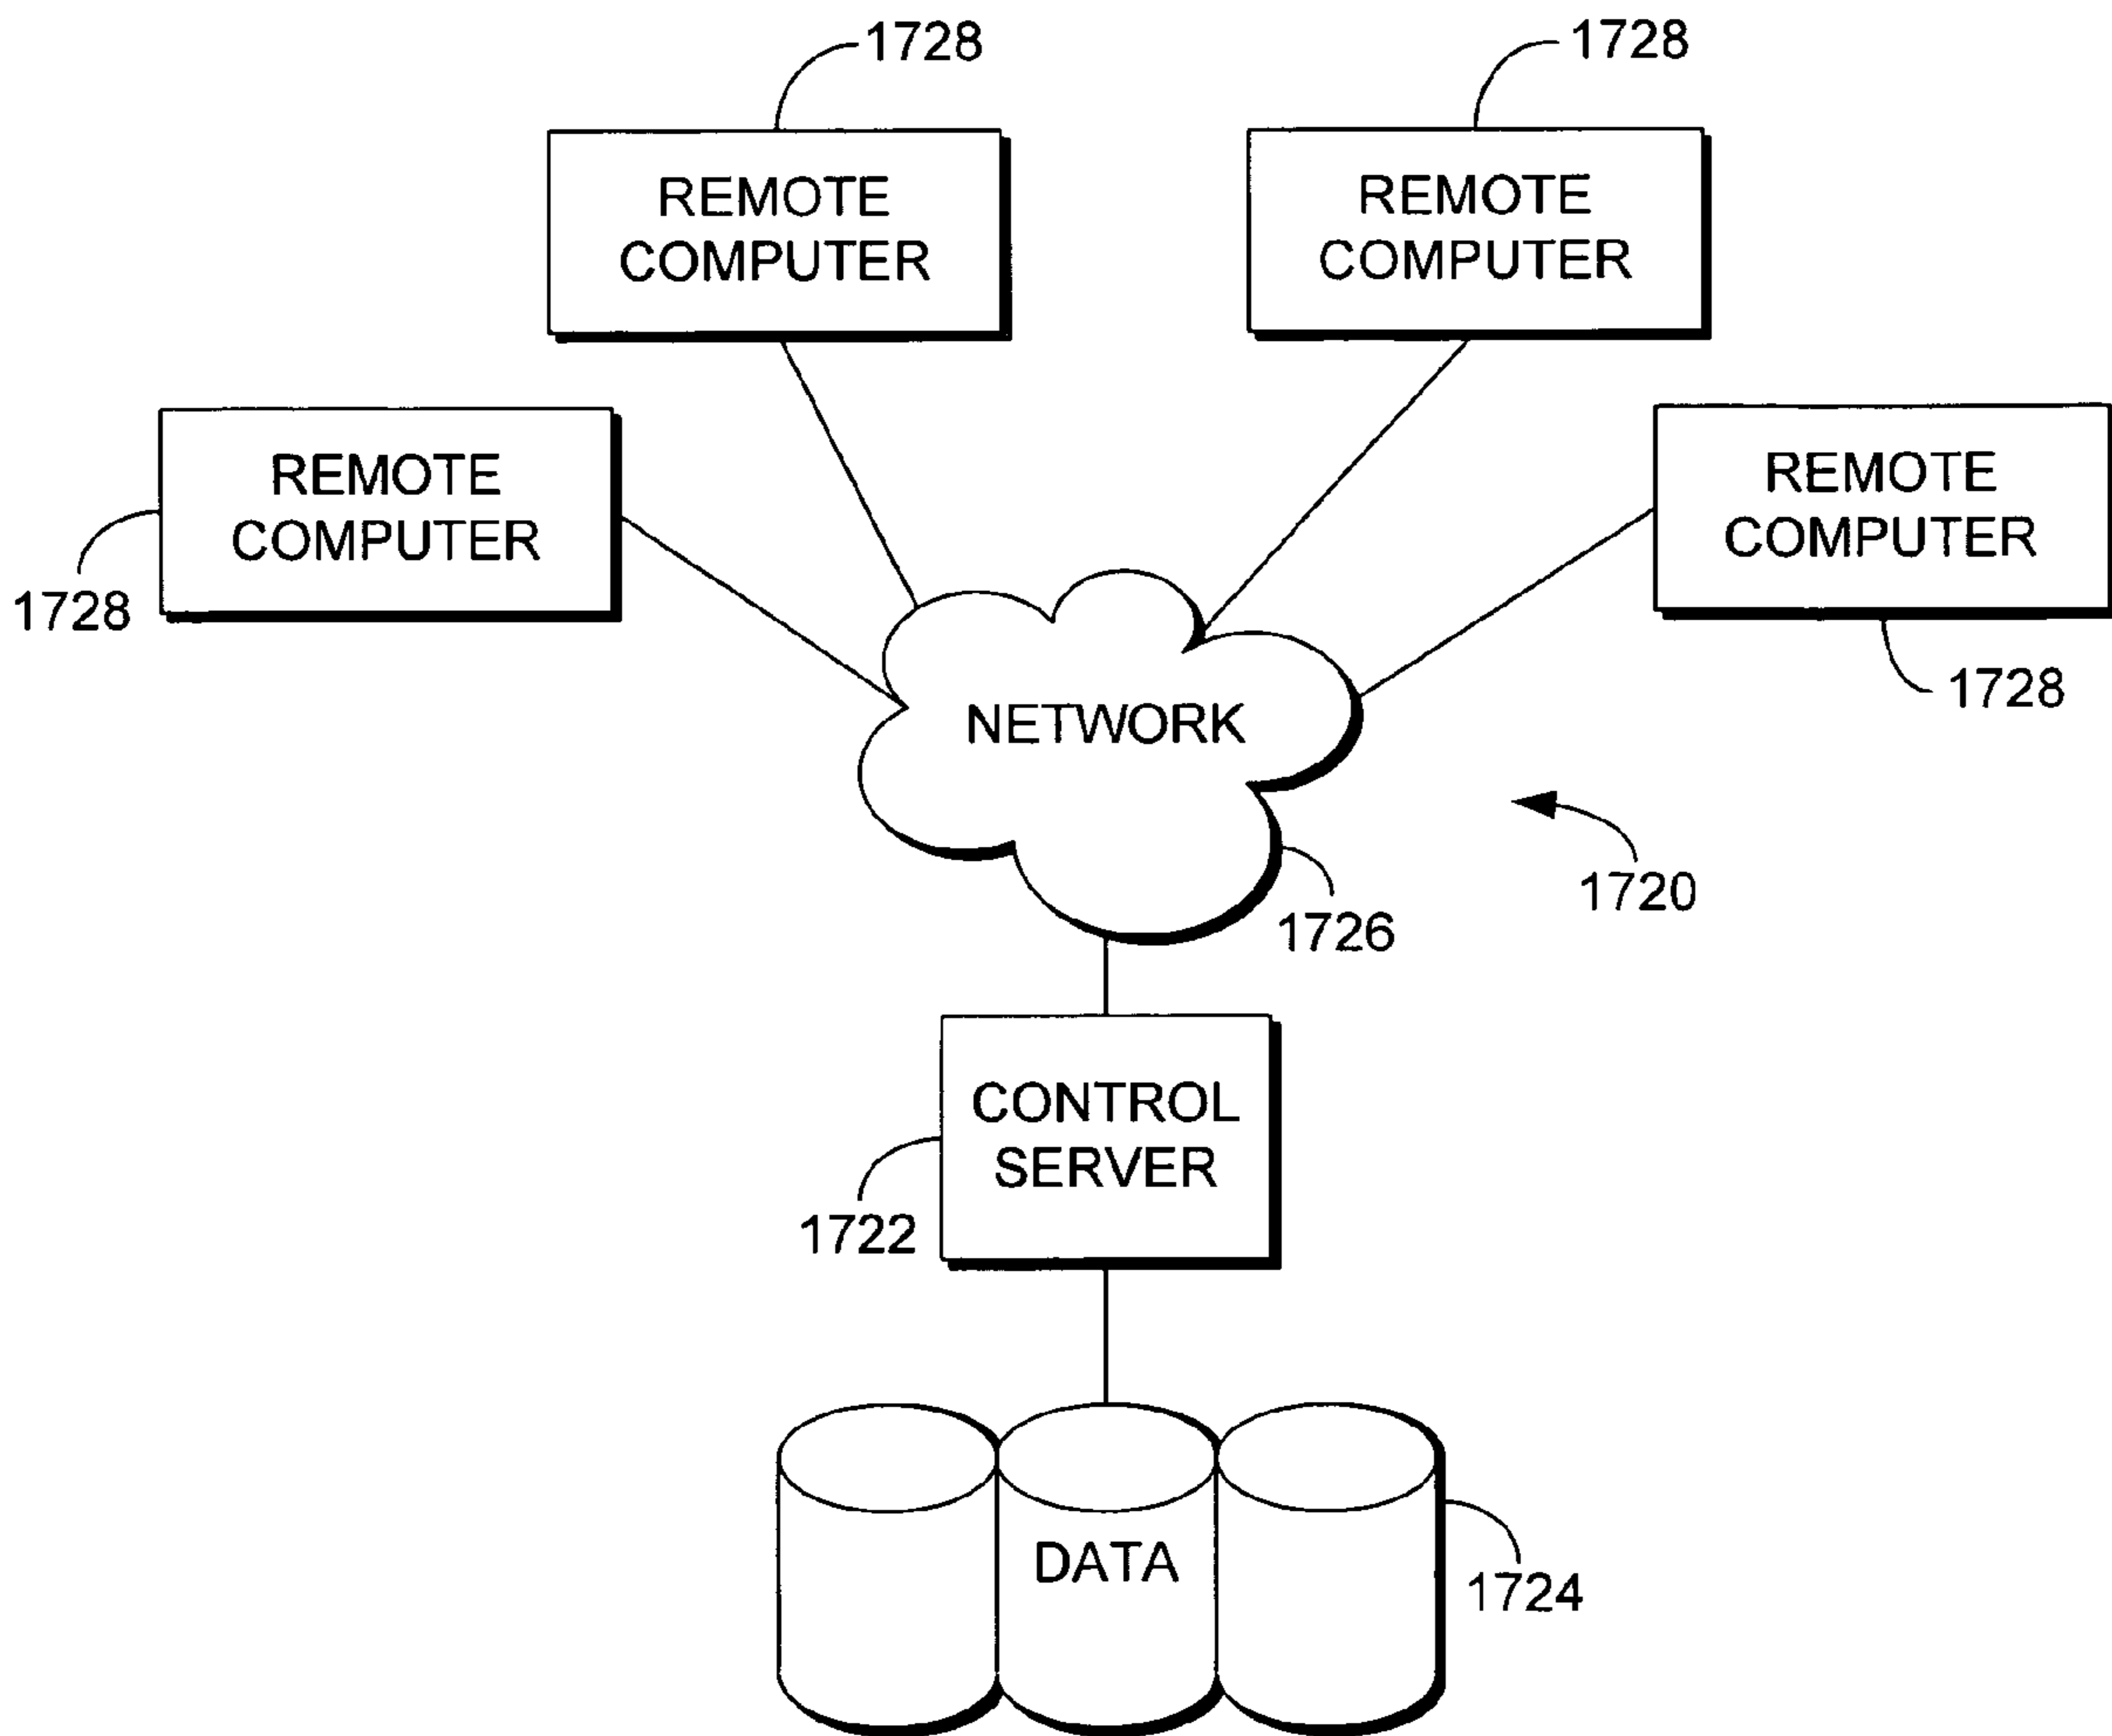 1728
1728
REMOTE
COMPUTER
REMOTE
COMPUTER
REMOTE
COMPUTER
REMOTE
COMPUTER
1728
1728
NETWORK
1720
1726
CONTROL
SERVER
1722
DATA
1724